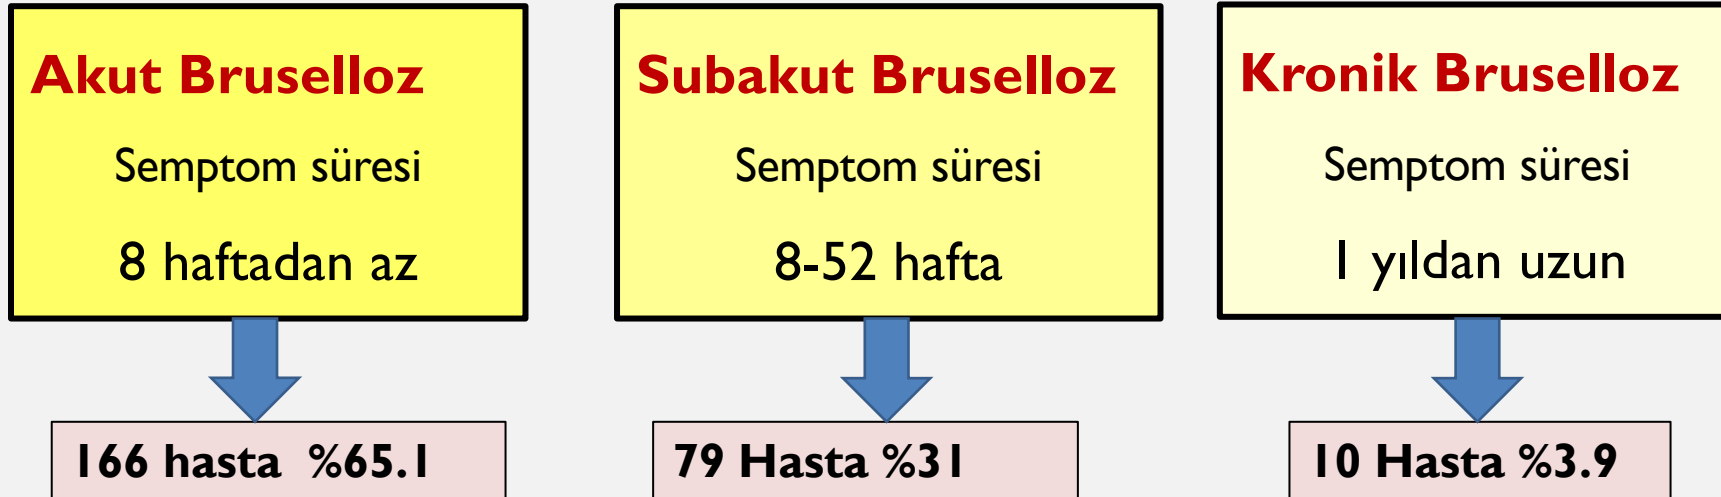 Akut Bruselloz
Semptom süresi
8 haftadan az
166 hasta %65.1
Subakut Bruselloz
Semptom süresi
8-52 hafta
79 Hasta %31
Kronik Bruselloz
Semptom süresi
1 yıldan uzun
10 Hasta %3.9